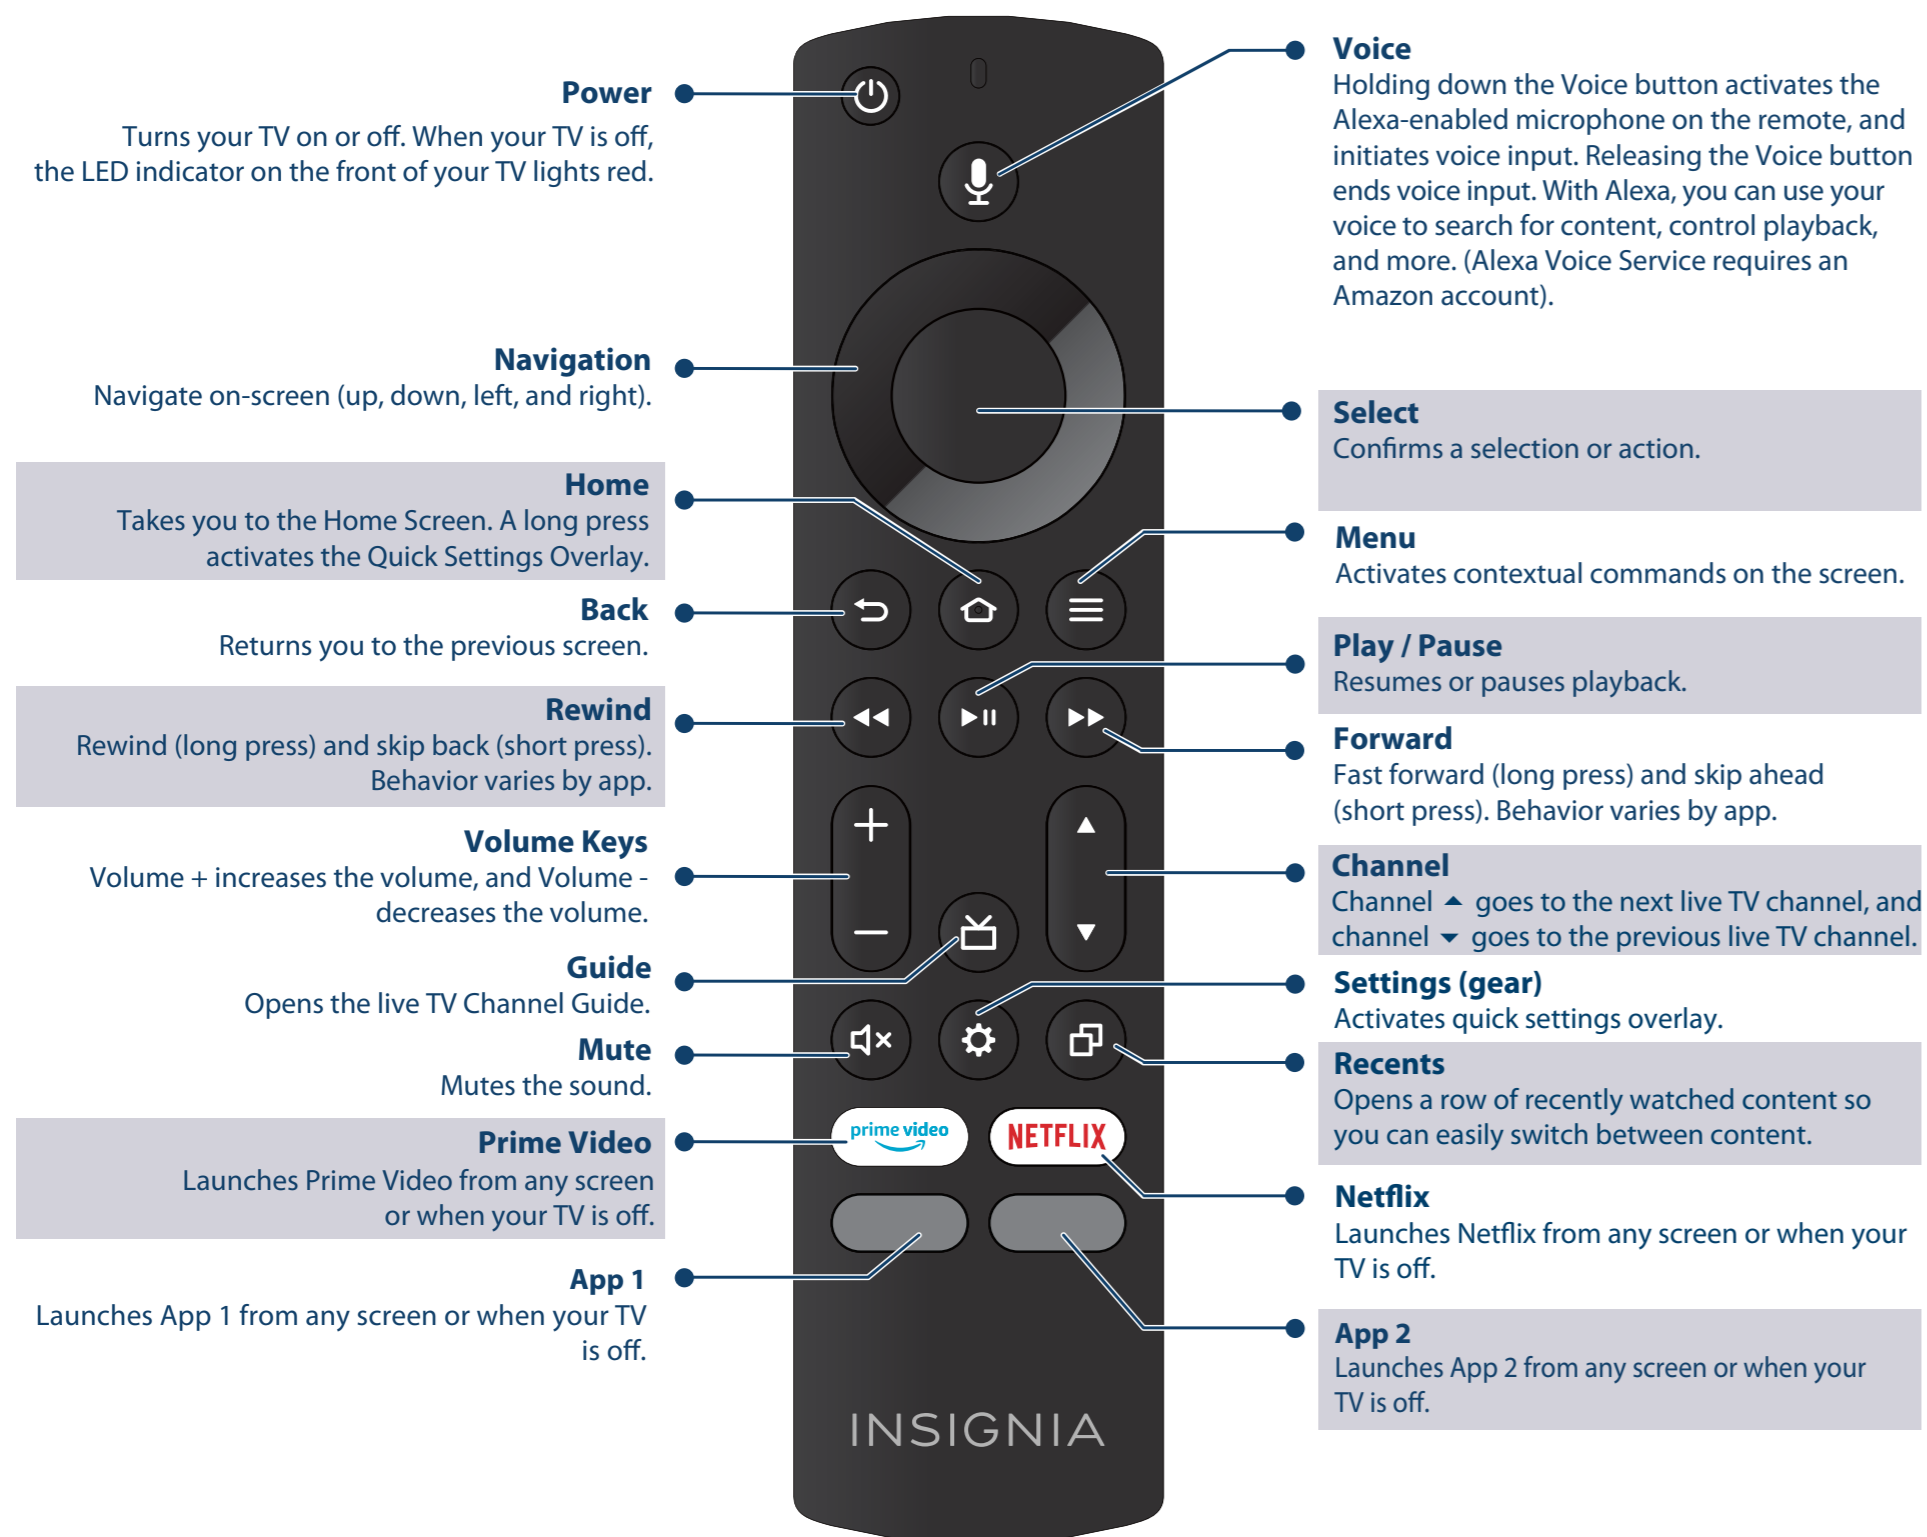 Power
Turns your TV on or off. When your TV is off,
the LED indicator on the front of your TV lights red.
Navigation
Navigate on-screen (up, down, left, and right).
Home
Takes you to the Home Screen. A long press
activates the Quick Settings Overlay.
Back
Returns you to the previous screen.
Rewind
Rewind (long press) and skip back (short press).
Behavior varies by app.
Volume Keys
Volume + increases the volume, and Volume -
decreases the volume.
Guide
Opens the live TV Channel Guide.
Mute
Mutes the sound.
Prime Video
Launches Prime Video from any screen
or when your TV is off.
App 1
Launches App 1 from any screen or when your TV
is off.
prime video
NETFLIX
INSIGNIA
Voice
Holding down the Voice button activates the
Alexa-enabled microphone on the remote, and
initiates voice input. Releasing the Voice button
ends voice input. With Alexa, you can use your
voice to search for content, control playback,
and more. (Alexa Voice Service requires an
Amazon account).
Select
Confirms a selection or action.
Menu
Activates contextual commands on the screen.
Play / Pause
Resumes or pauses playback.
Forward
Fast forward (long press) and skip ahead
(short press). Behavior varies by app.
Channel
Channel ▲ goes to the next live TV channel, and
channel ▼ goes to the previous live TV channel.
Settings (gear)
Activates quick settings overlay.
Recents
Opens a row of recently watched content so
you can easily switch between content.
Netflix
Launches Netflix from any screen or when your
TV is off.
App 2
Launches App 2 from any screen or when your
TV is off.